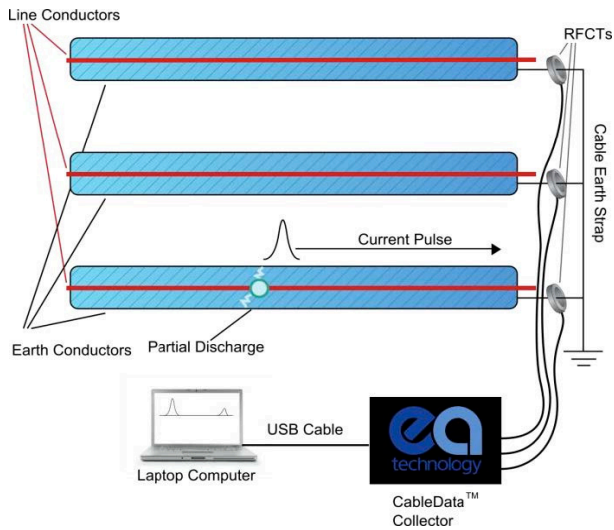 Line Conductors
RFCTs
Cable Earth Strap
Current Pulse
Earth Conductors
Partial Discharge
USB Cable
ea
technology
Laptop Computer
CableData™
Collector